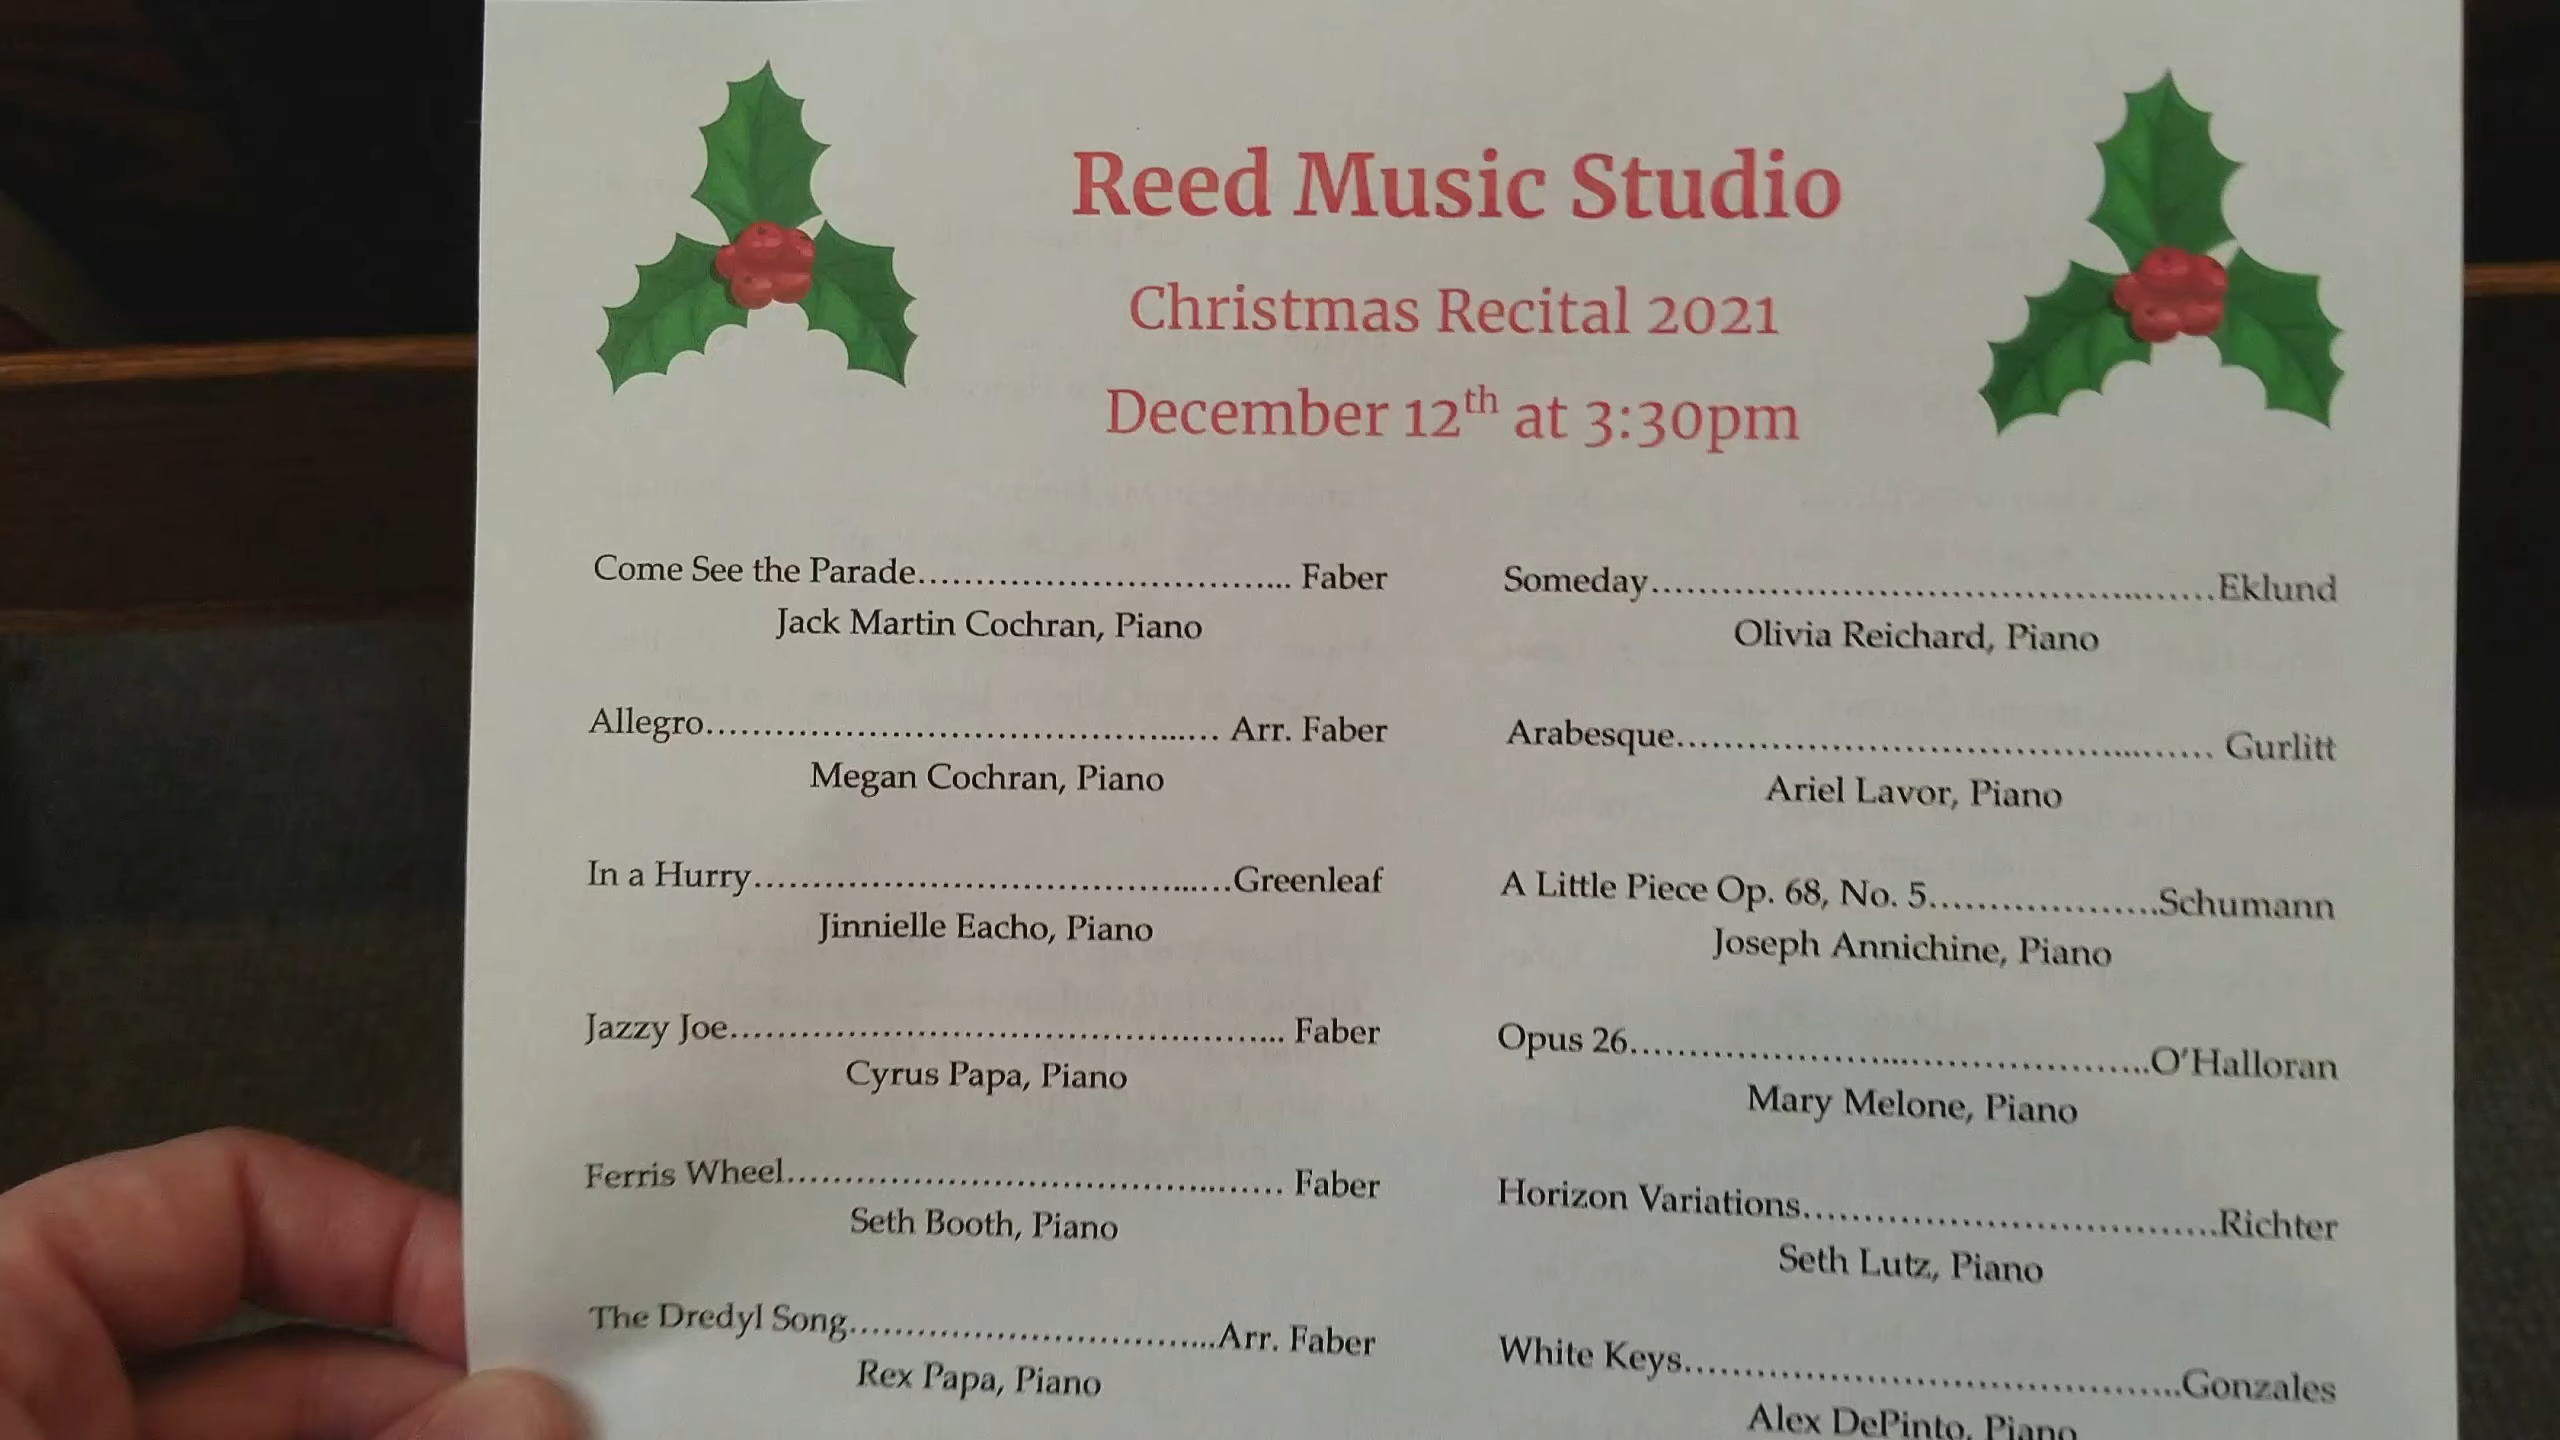 Reed Music Studio
Christmas Recital 2021
December 12th at 3:30pm
Come See the Parade................................... Faber
Jack Martin Cochran, Piano
Allegro............................................... Arr. Faber
Megan Cochran, Piano
In a Hurry............................................Greenleaf
Jinnielle Eacho, Piano
Jazzy Joe................................................... Faber
Cyrus Papa, Piano
Ferris Wheel.............................................. Faber
Seth Booth, Piano
The Dredyl Song..................................Arr. Faber
Rex Papa, Piano
Someday....................................................Eklund
Olivia Reichard, Piano
Arabesque................................................. Gurlitt
Ariel Lavor, Piano
A Little Piece Op. 68, No. 5.....................Schumann
Joseph Annichine, Piano
Opus 26................................................O'Halloran
Mary Melone, Piano
Horizon Variations......................................Richter
Seth Lutz, Piano
White Keys..............................................Gonzales
Alex DePinto, Piano